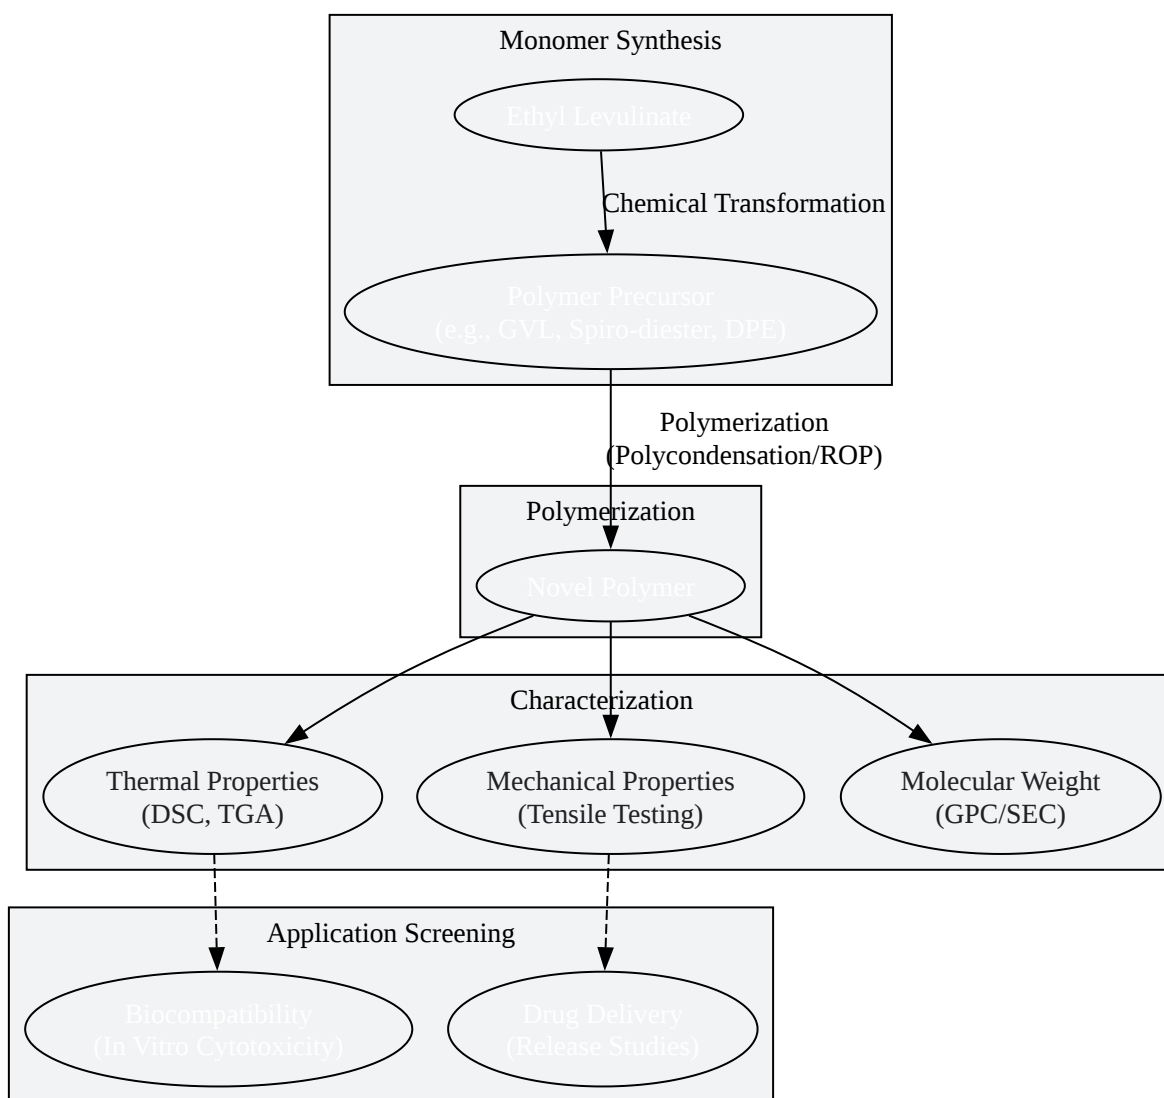 Monomer Synthesis
Ethyl Levulinate
Chemical Transformation
Polymer Precursor
(e.g., GVL, Spiro-diester, DPE)
Polymerization
(Polycondensation/ROP)
Polymerization
Novel Polymer
Characterization
Thermal Properties
(DSC, TGA)
Mechanical Properties
(Tensile Testing)
Molecular Weight
(GPC/SEC)
Application Screening
Biocompatibility
(In Vitro Cytotoxicity)
Drug Delivery
(Release Studies)